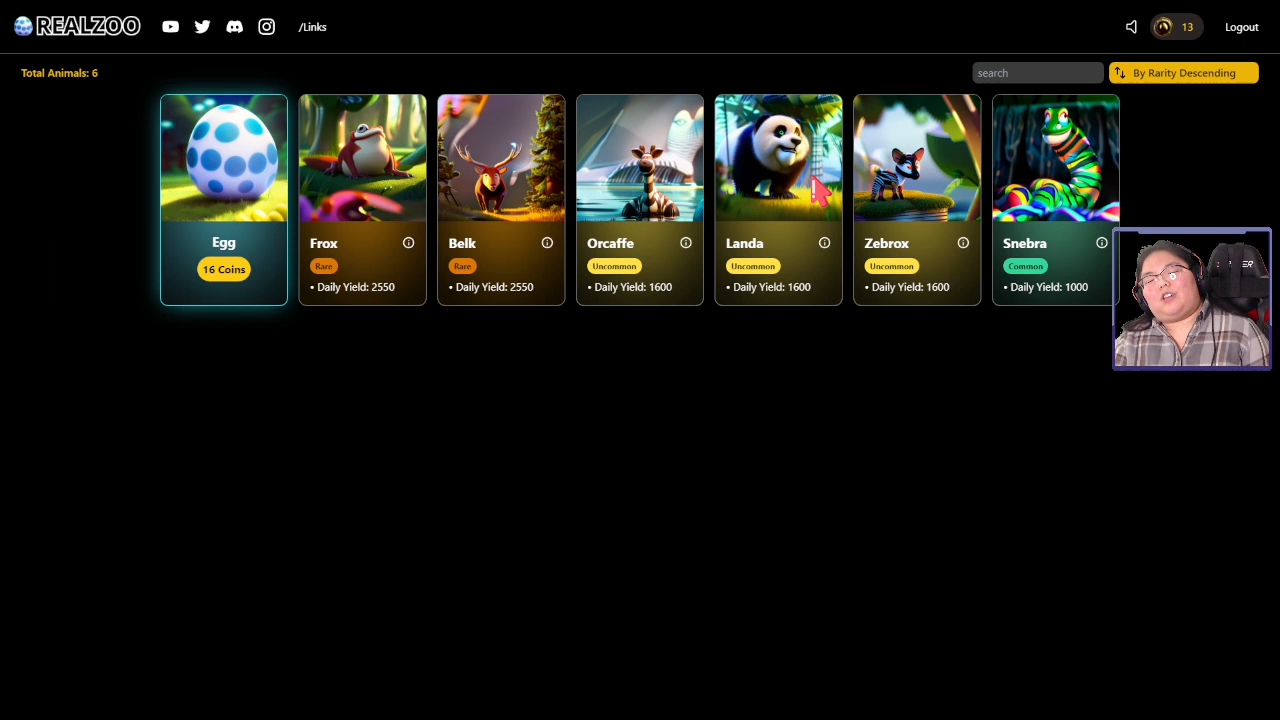 REALZOO
/Links
13
Logout
Total Animals: 6
search
By Rarity Descending
Egg
16 Coins
Frox
Rare
• Daily Yield: 2550
Belk
Rare
• Daily Yield: 2550
Orcaffe
Uncommon
• Daily Yield: 1600
Landa
Uncommon
• Daily Yield: 1600
Zebrox
Uncommon
• Daily Yield: 1600
Snebra
Common
• Daily Yield: 1000